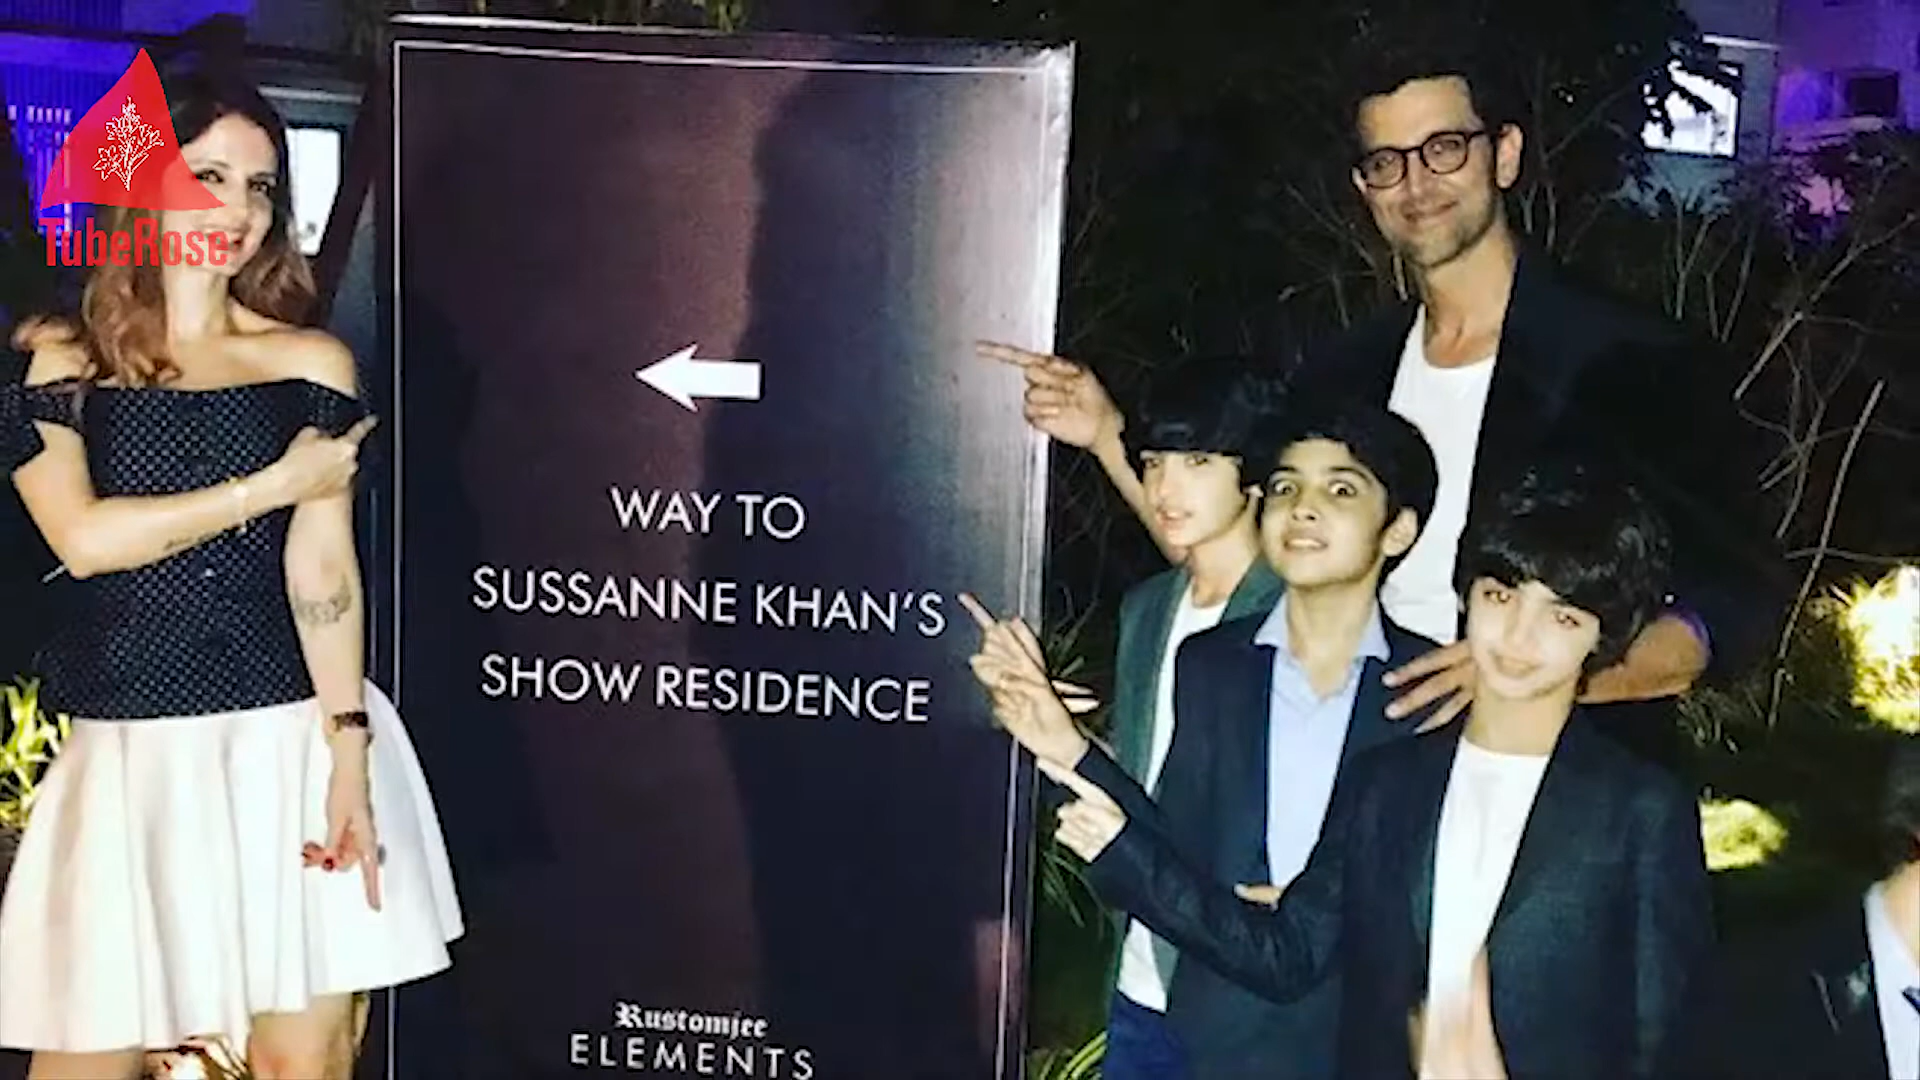 TubeRose
WAY TO
SUSSANNE KHAN'S
SHOW RESIDENCE
Rustomjee
ELEMENTS